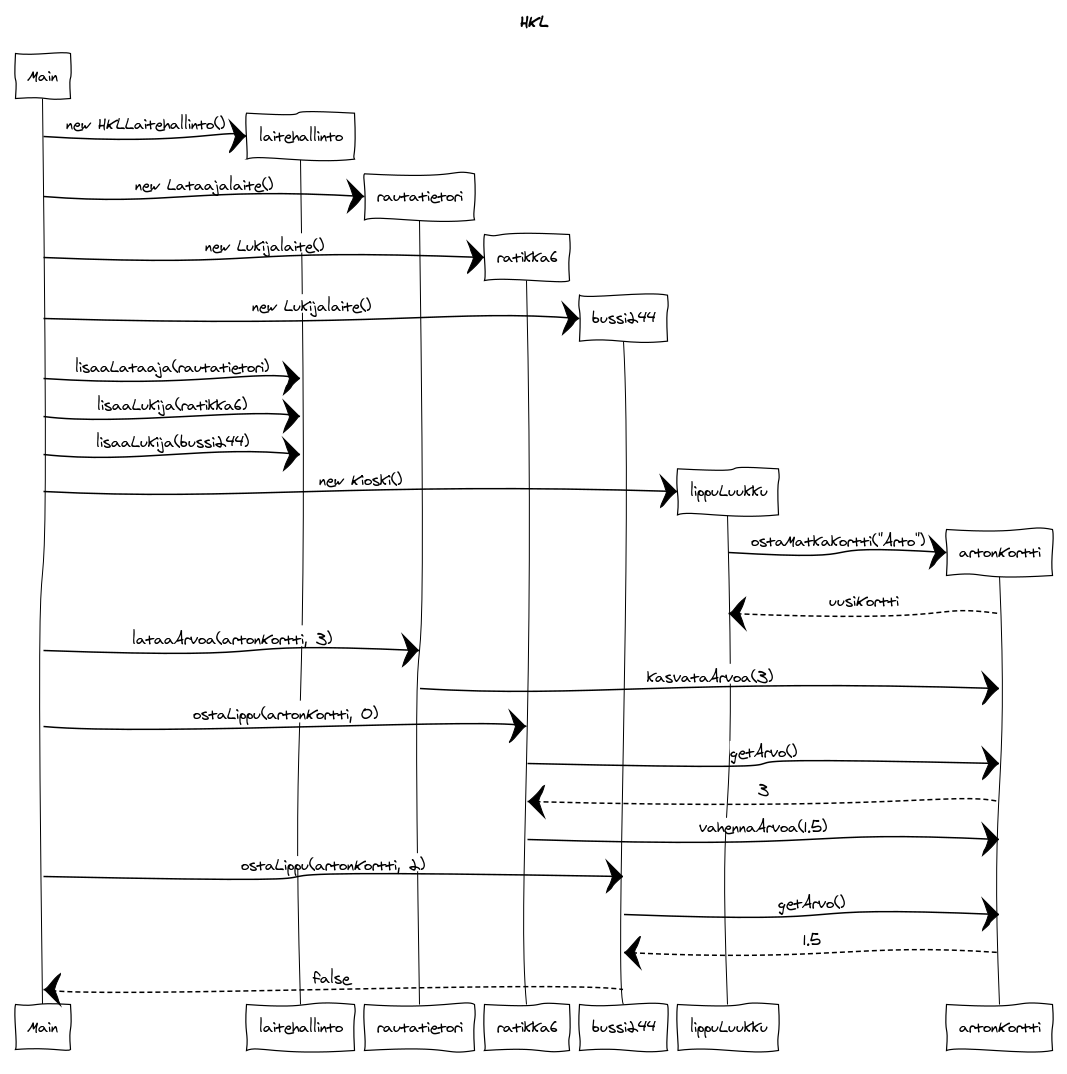 HKL
Main
new HKLLaitehallinto()
laitehallinto
new Lataajalaite()
rautatietori
new Lukijalaite()
ratikka6
new Lukijalaite()
bussi244
lisaaLataaja(rautatietori)
lisaaLukija(ratikka6)
lisaaLukija(bussi244)
new Kioski()
lippuLuukku
ostaMatkakortti("Arto")
artonKortti
uusiKortti
lataaArvoa(artonKortti, 3)
kasvataArvoa(3)
ostaLippu(artonKortti, 0)
getArvo()
3
vahennaArvoa(1.5)
ostaLippu(artonKortti, 2)
getArvo()
1.5
false
Main laitehallinto rautatietori ratikka6 bussi244 lippuLuukku artonKortti